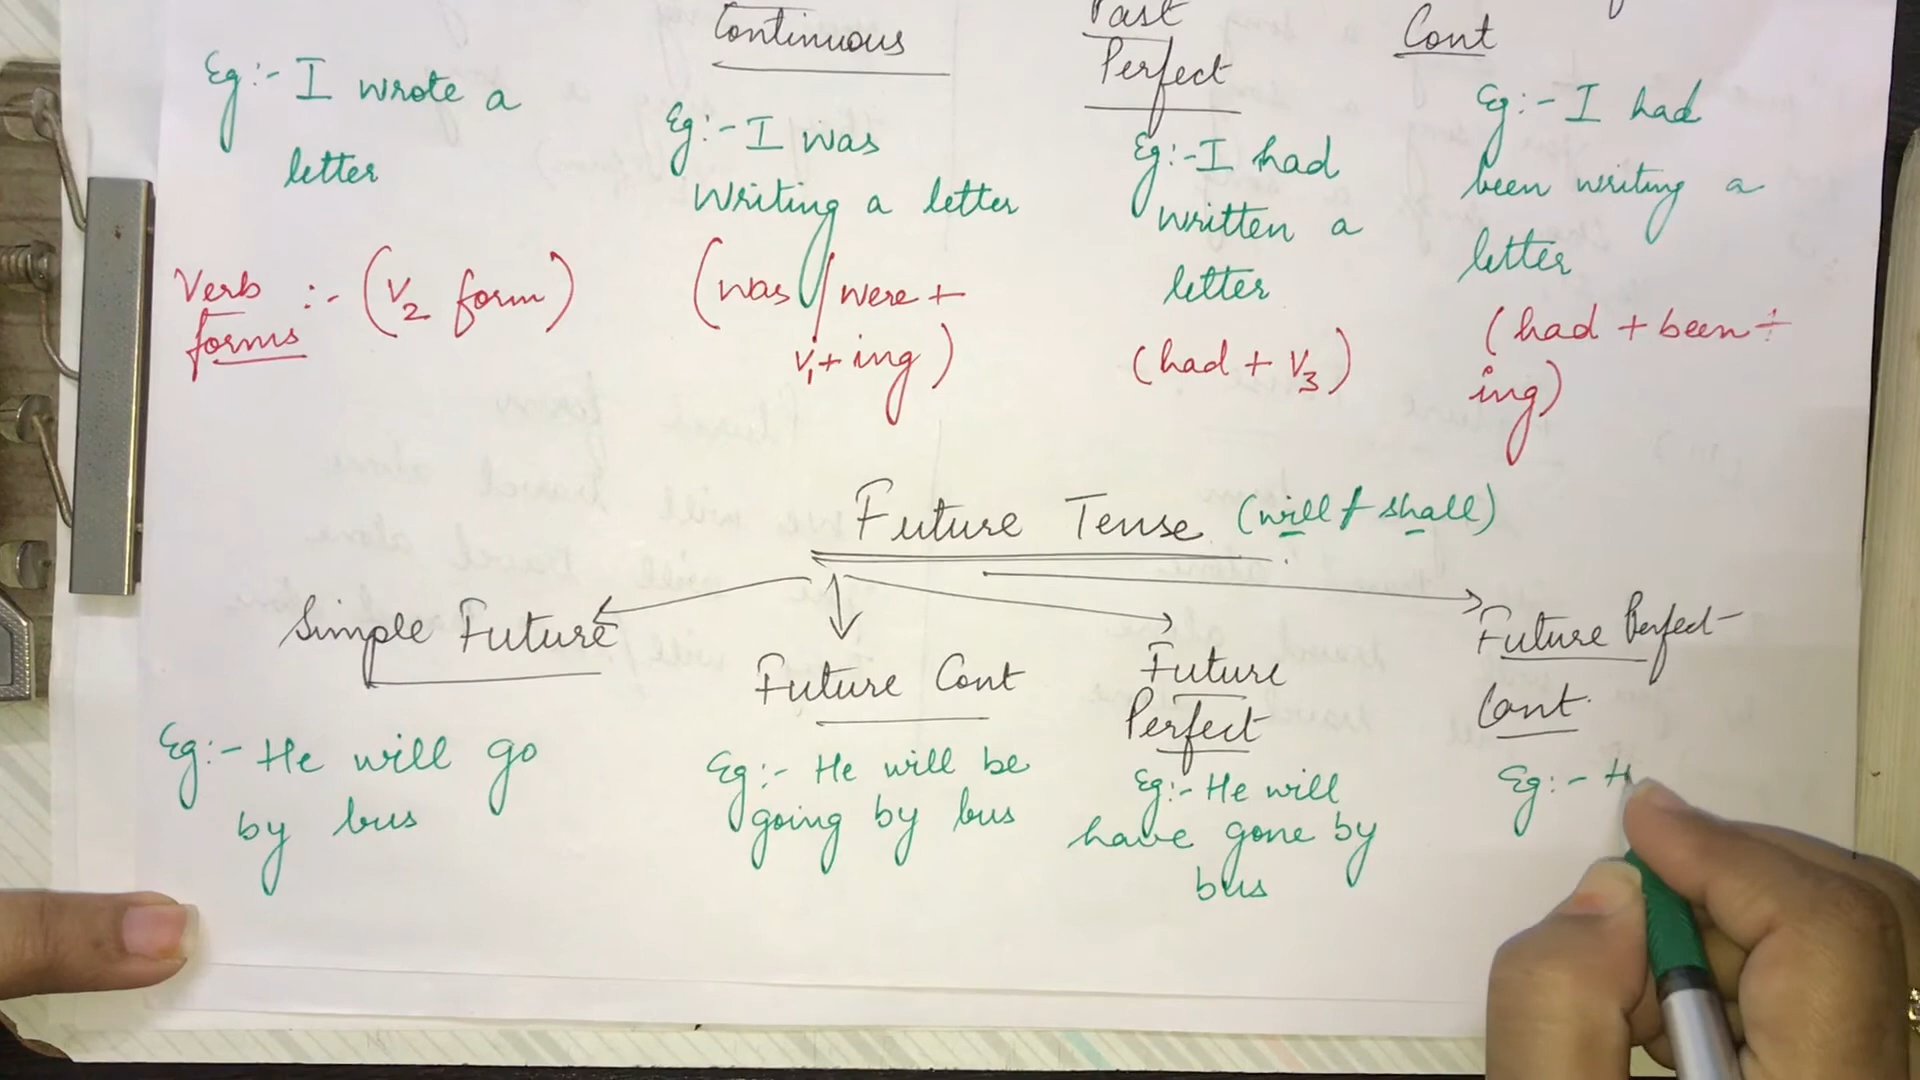 Continuous
Past
Perfect
Cont
Eg:- I wrote a
letter
Eg:- I was
writing a letter
Eg:- I had
written a
letter
Eg:- I had
been writing a
letter
Verb
forms :- (V2 form)
(was/were +
V1+ ing)
(had + V3)
(had + been +
ing)
Future Tense (will / shall)
Simple Future
Eg:- He will go
by bus
Future Cont
Eg:- He will be
going by bus
Future
Perfect
Eg:- He will
have gone by
bus
Future Perfect
Cont.
Eg:- H